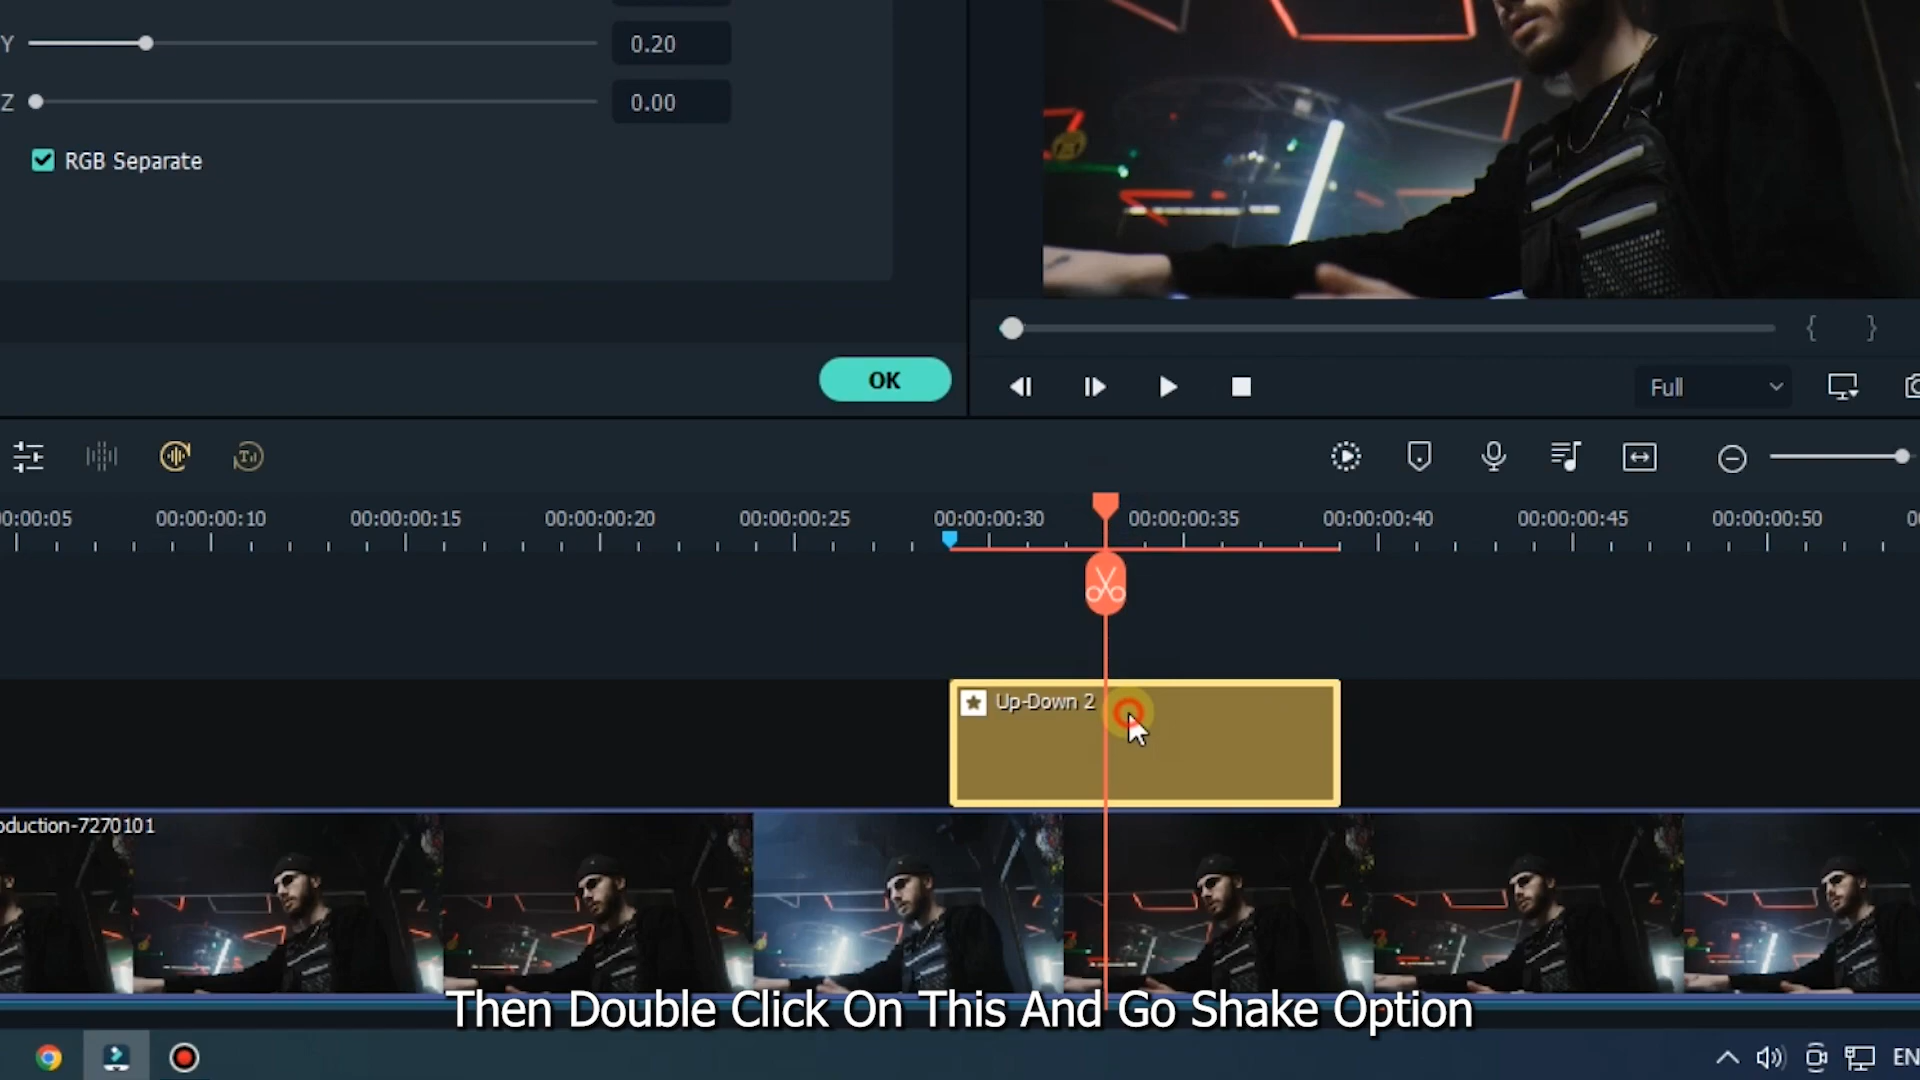 Y 0.20
Z 0.00
RGB Separate
OK
Full
0:00:05 00:00:00:10 00:00:00:15 00:00:00:20 00:00:00:25 00:00:00:30 00:00:00:35 00:00:00:40 00:00:00:45 00:00:00:50
Up-Down 2
oduction-7270101
Then Double Click On This And Go Shake Option
EN